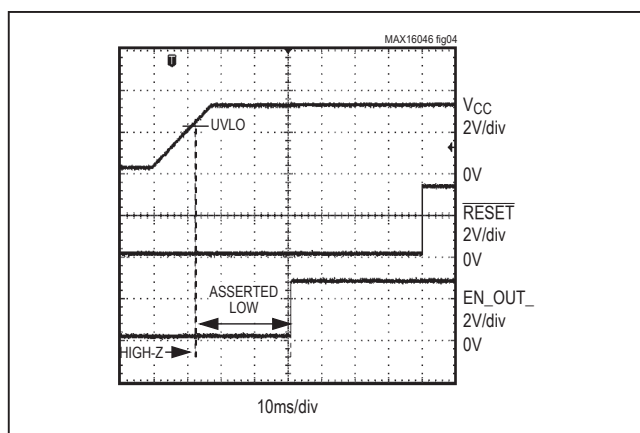 MAX16046 fig04
UVLO
VCC
2V/div
0V
RESET
2V/div
0V
ASSERTED
LOW
HIGH-Z
EN_OUT_
2V/div
0V
10ms/div